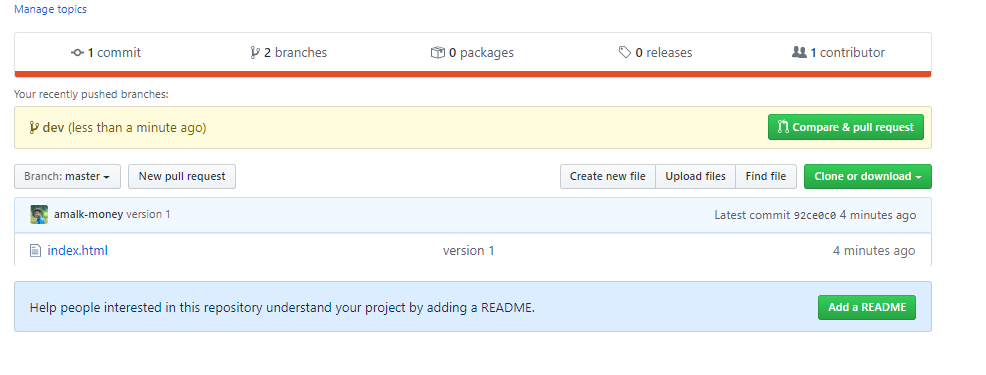 Manage topics
1 commit 2 branches 0 packages 0 releases 1 contributor
Your recently pushed branches:
dev (less than a minute ago) Compare & pull request
Branch: master New pull request Create new file Upload files Find file Clone or download
amalk-money version 1 Latest commit 92ce0c0 4 minutes ago
index.html version 1 4 minutes ago
Help people interested in this repository understand your project by adding a README. Add a README